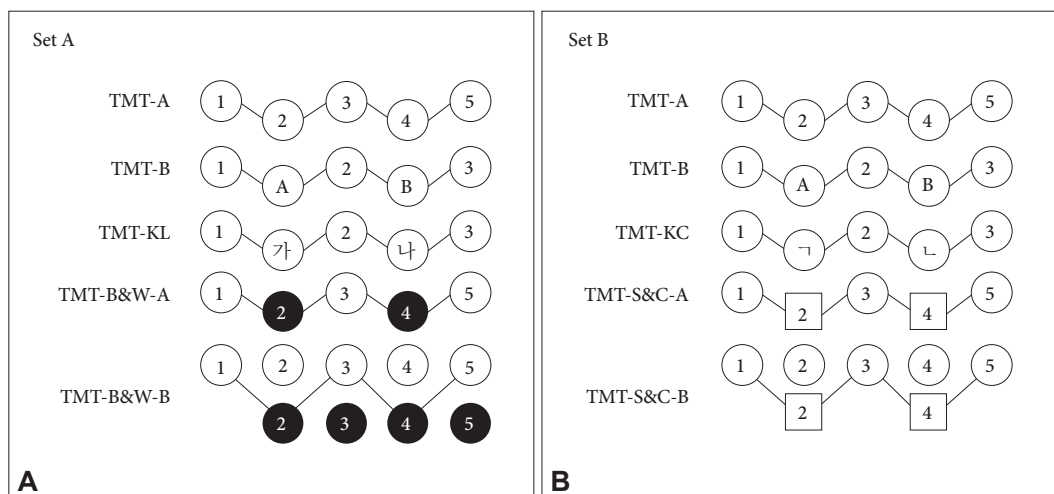 Set A
TMT-A 1 2 3 4 5
TMT-B 1 A 2 B 3
TMT-KL 1 가 2 나 3
TMT-B&W-A 1 2 3 4 5
1 2 3 4 5
TMT-B&W-B
2 3 4 5
A
Set B
TMT-A 1 2 3 4 5
TMT-B 1 A 2 B 3
TMT-KC 1 ㄱ 2 ㄴ 3
TMT-S&C-A 1 2 3 4 5
1 2 3 4 5
TMT-S&C-B
2 4
B